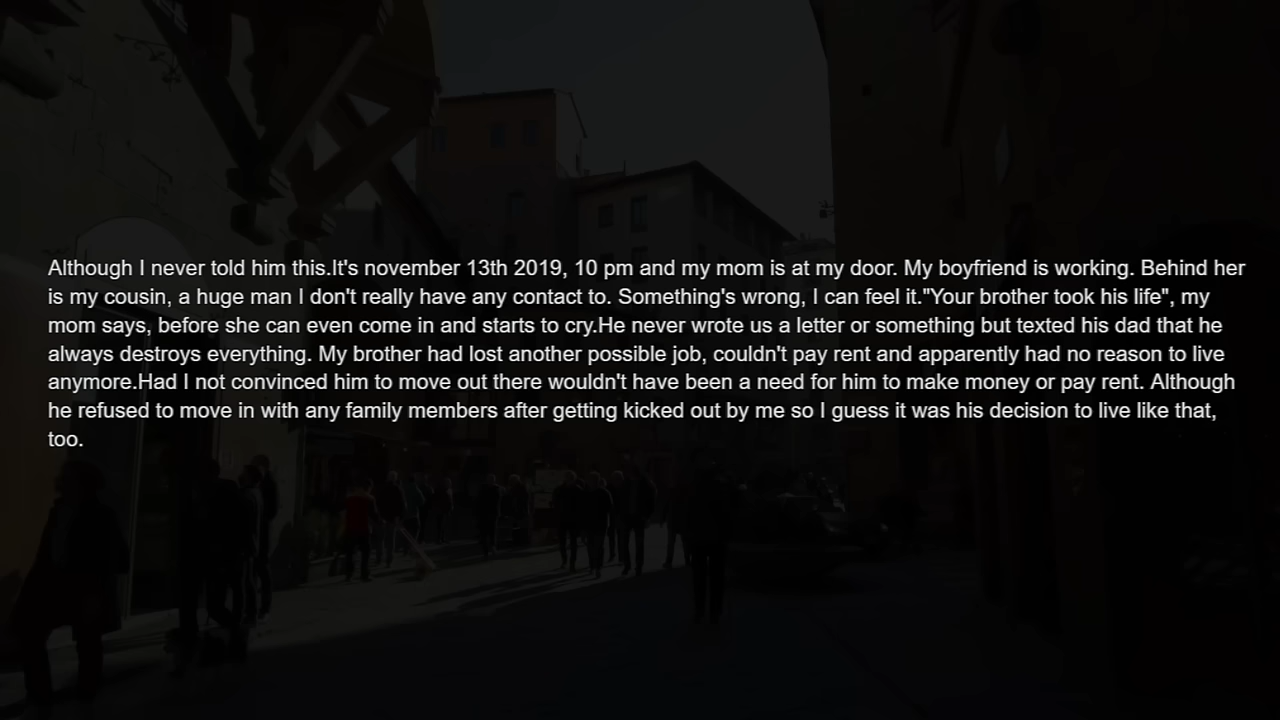 Although I never told him this.It's november 13th 2019, 10 pm and my mom is at my door. My boyfriend is working. Behind her
is my cousin, a huge man I don't really have any contact to. Something's wrong, I can feel it."Your brother took his life", my
mom says, before she can even come in and starts to cry.He never wrote us a letter or something but texted his dad that he
always destroys everything. My brother had lost another possible job, couldn't pay rent and apparently had no reason to live
anymore.Had I not convinced him to move out there wouldn't have been a need for him to make money or pay rent. Although
he refused to move in with any family members after getting kicked out by me so I guess it was his decision to live like that,
too.